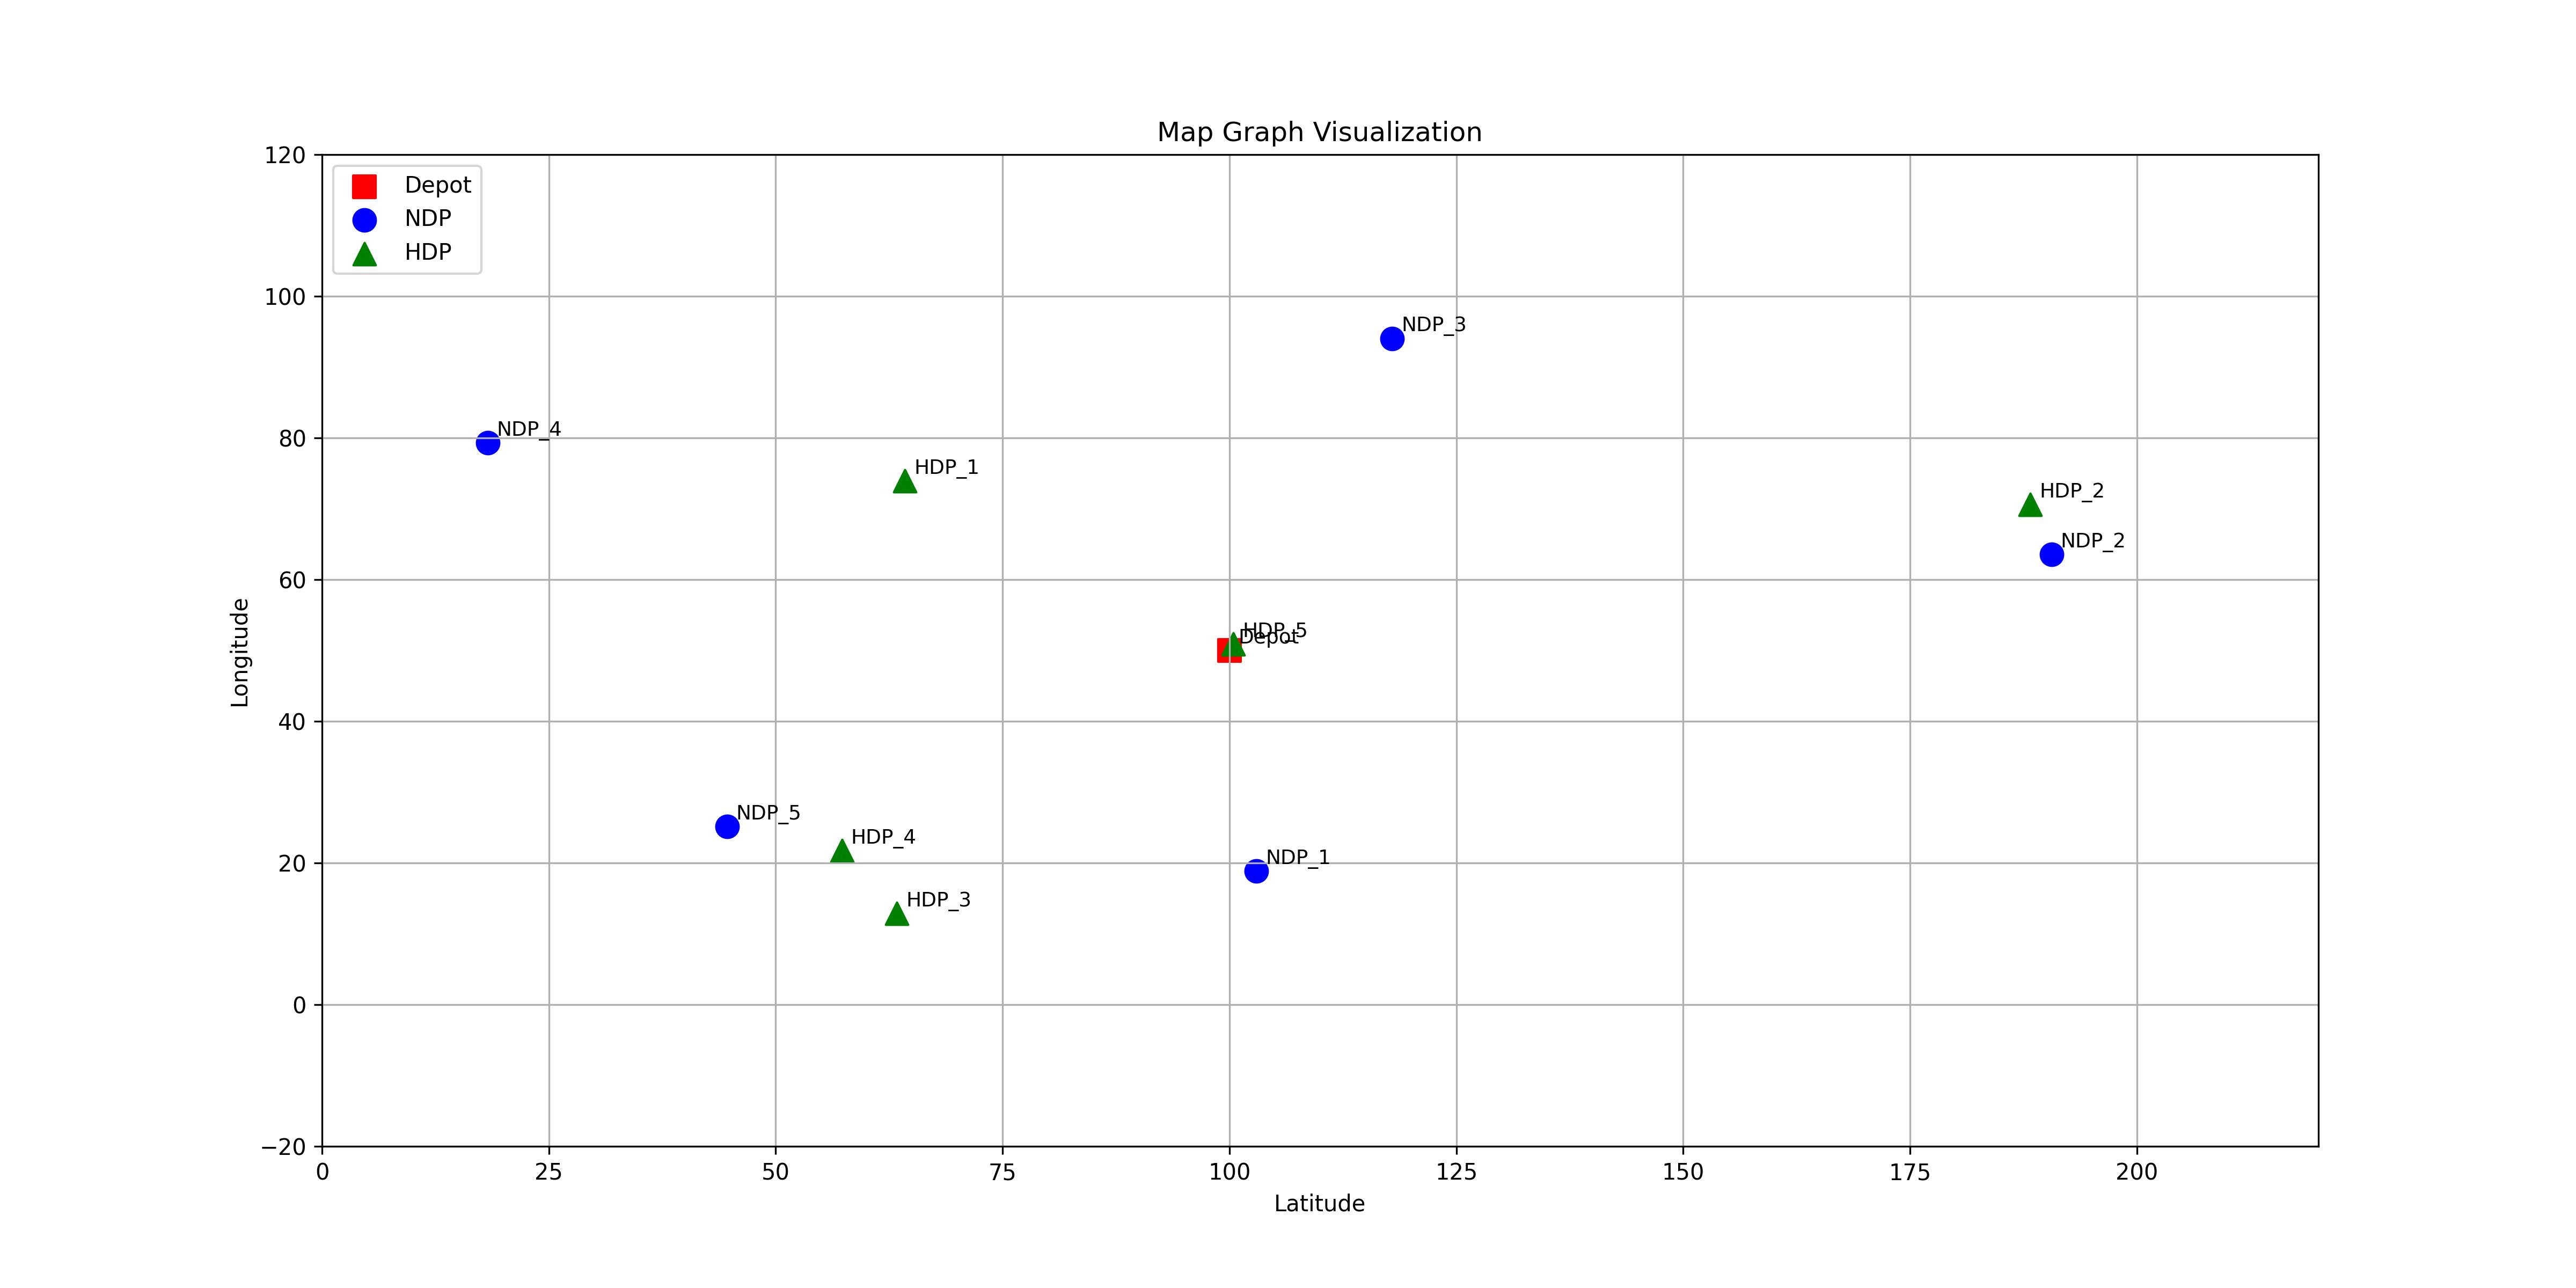 Map Graph Visualization
120
100
80
60
40
20
0
−20
Longitude
Depot
NDP
HDP
NDP_3
NDP_4
HDP_1
HDP_2
NDP_2
HDP_5
Depot
NDP_5
HDP_4
NDP_1
HDP_3
0 25 50 75 100 125 150 175 200
Latitude